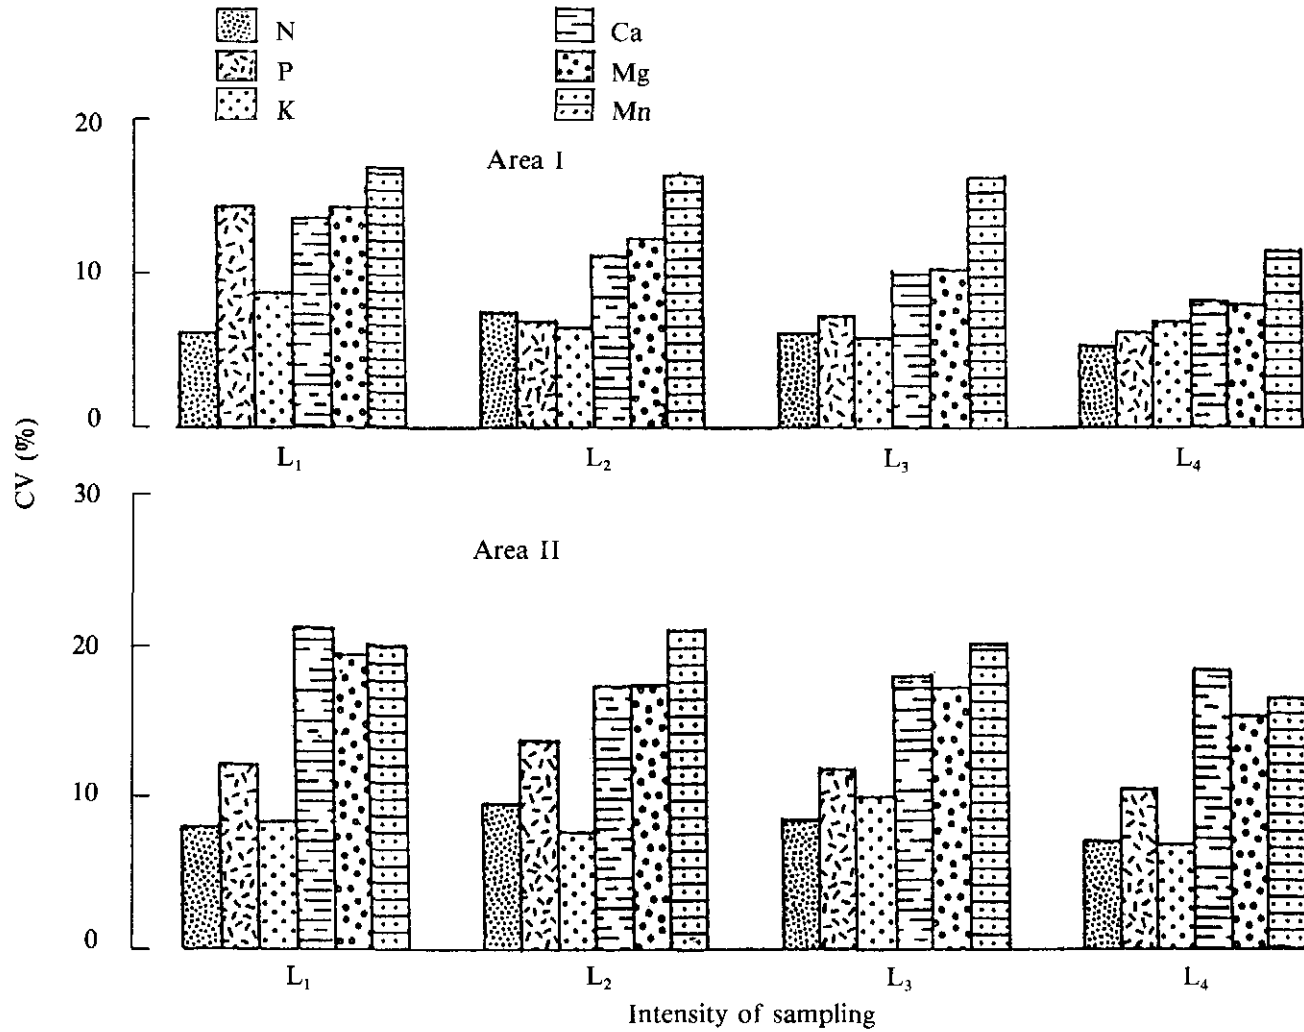 N
P
K
Ca
Mg
Mn
Area I
20
10
0
L₁ L₂ L₃ L₄
CV (%)
Area II
30
20
10
0
L₁ L₂ L₃ L₄
Intensity of sampling